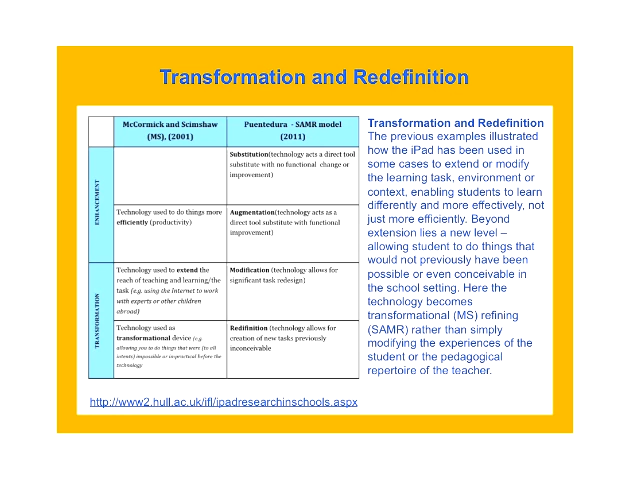 Transformation and Redefinition
McCormick and Scimshaw
(MS), (2001)
Puentedura - SAMR model
(2011)
ENHANCEMENT
Substitution(technology acts a direct tool
substitute with no functional change or
improvement)
Technology used to do things more
efficiently (productivity)
Augmentation(technology acts as a
direct tool substitute with functional
improvement)
TRANSFORMATION
Technology used to extend the
reach of teaching and learning/the
task (e.g. using the Internet to work
with experts or other children
abroad)
Modification (technology allows for
significant task redesign)
Technology used as
transformational device (e.g
allowing you to do things that were (to all
intents) impossible or impractical before the
technology
Redifinition (technology allows for
creation of new tasks previously
inconceivable
Transformation and Redefinition
The previous examples illustrated
how the iPad has been used in
some cases to extend or modify
the learning task, environment or
context, enabling students to learn
differently and more effectively, not
just more efficiently. Beyond
extension lies a new level –
allowing student to do things that
would not previously have been
possible or even conceivable in
the school setting. Here the
technology becomes
transformational (MS) refining
(SAMR) rather than simply
modifying the experiences of the
student or the pedagogical
repertoire of the teacher.
http://www2.hull.ac.uk/ifl/ipadresearchinschools.aspx